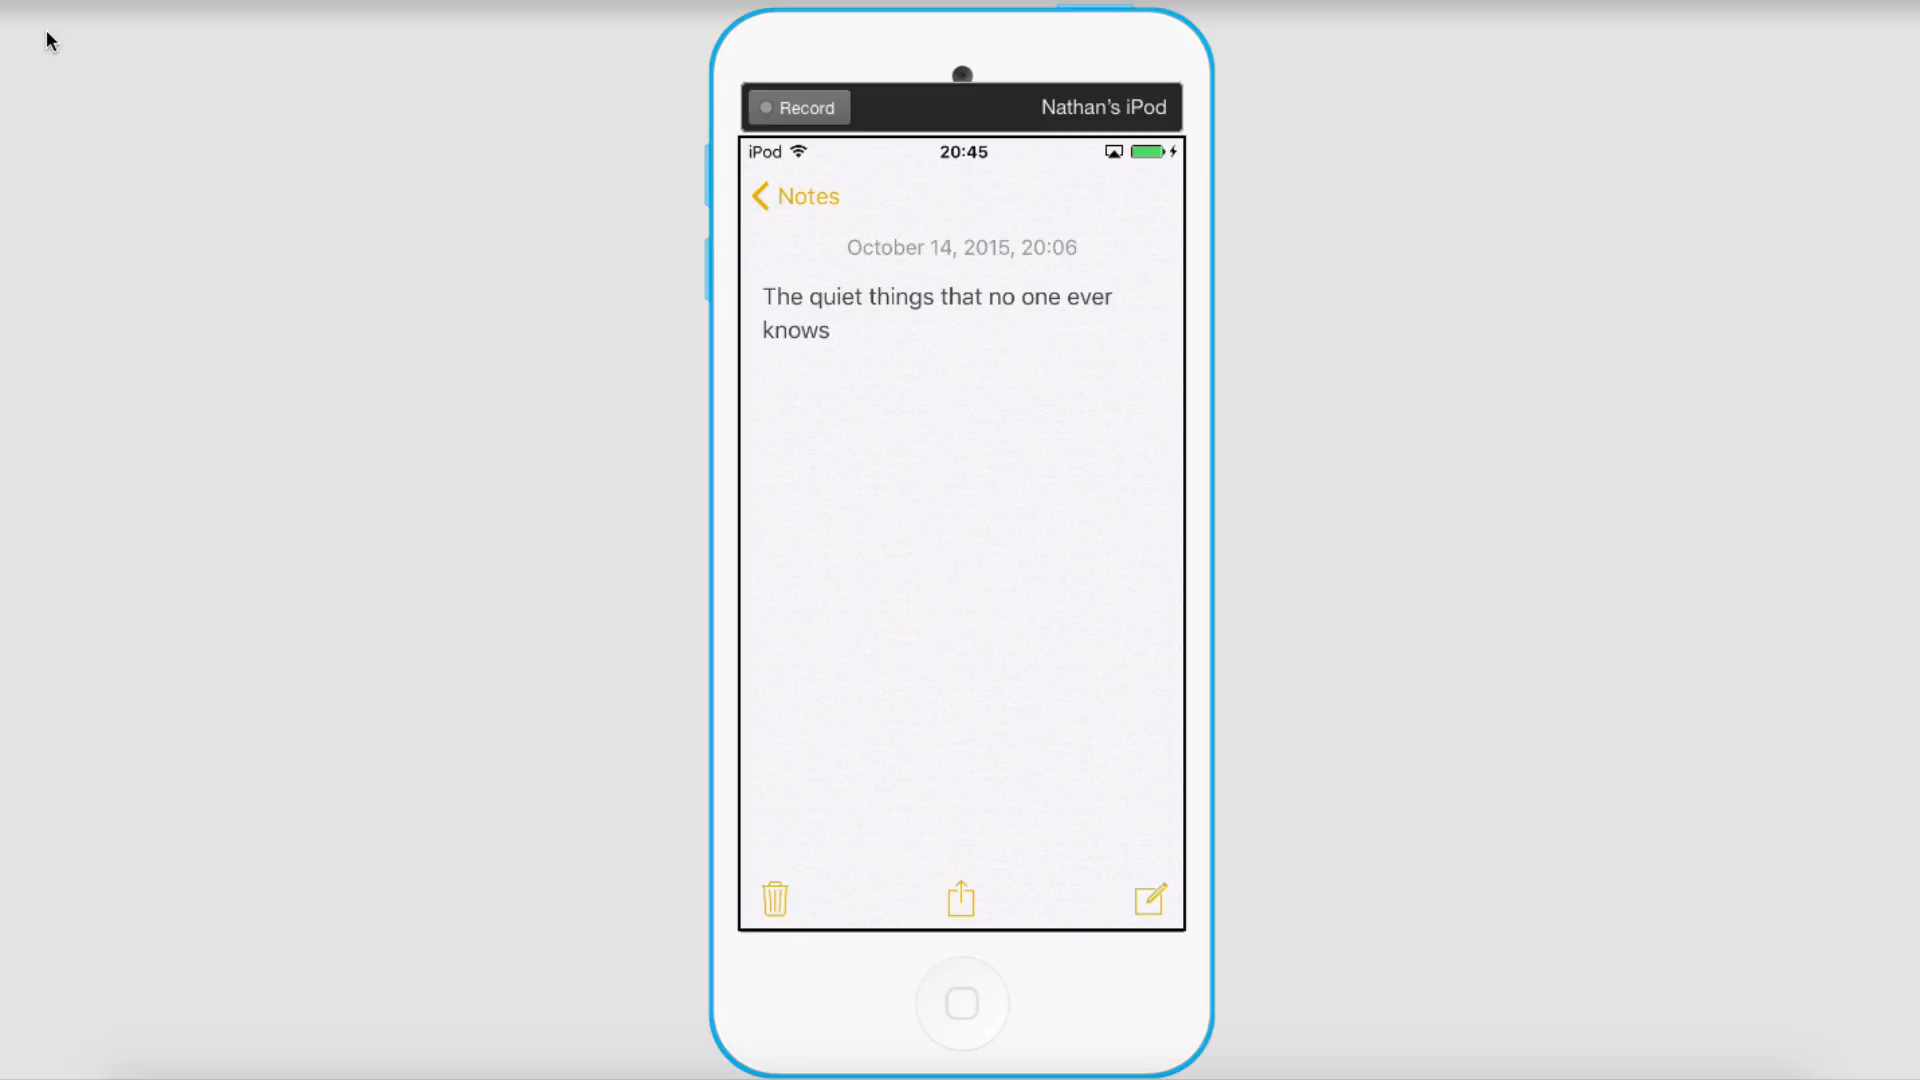 Record
Nathan's iPod
iPod
20:45
Notes
October 14, 2015, 20:06
The quiet things that no one ever
knows